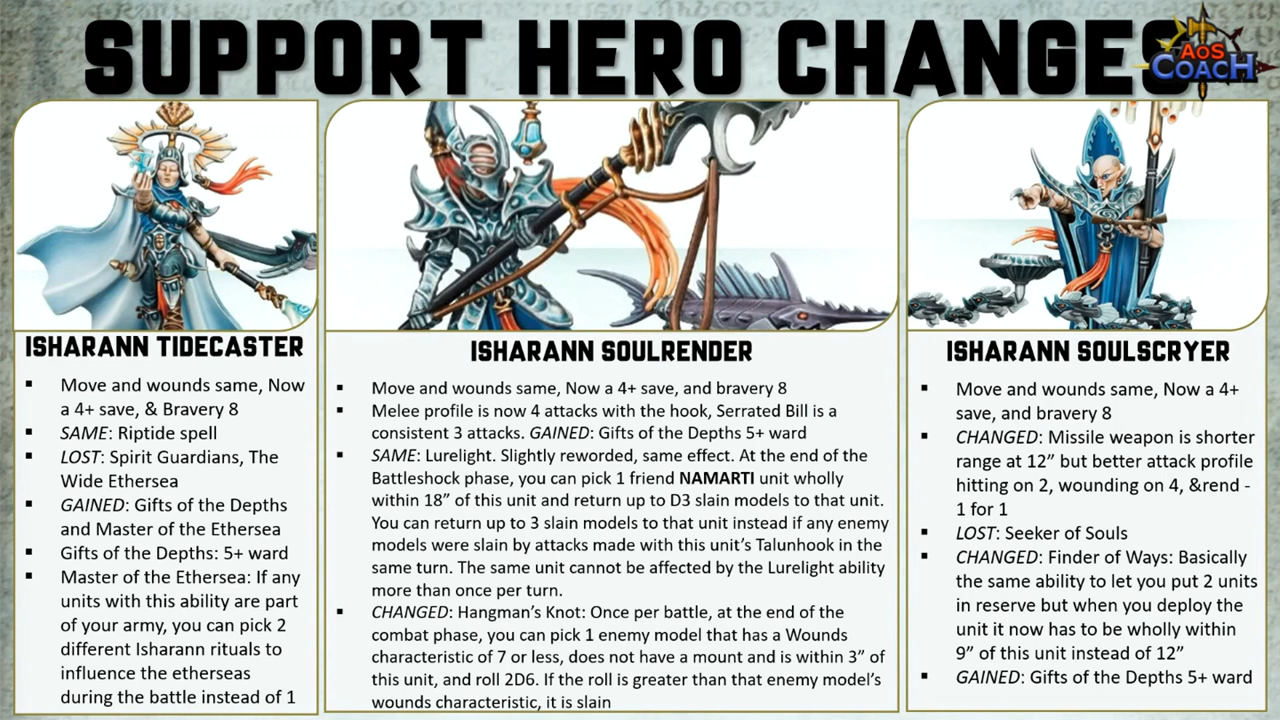 SUPPORT HERO CHANGES
AoS
COACH
ISHARANN TIDECASTER
▪ Move and wounds same, Now
a 4+ save, & Bravery 8
▪ SAME: Riptide spell
▪ LOST: Spirit Guardians, The
Wide Ethersea
▪ GAINED: Gifts of the Depths
and Master of the Ethersea
▪ Gifts of the Depths: 5+ ward
▪ Master of the Ethersea: If any
units with this ability are part
of your army, you can pick 2
different Isharann rituals to
influence the etherseas
during the battle instead of 1
ISHARANN SOULRENDER
▪ Move and wounds same, Now a 4+ save, and bravery 8
▪ Melee profile is now 4 attacks with the hook, Serrated Bill is a
consistent 3 attacks. GAINED: Gifts of the Depths 5+ ward
▪ SAME: Lurelight. Slightly reworded, same effect. At the end of the
Battleshock phase, you can pick 1 friend NAMARTI unit wholly
within 18” of this unit and return up to D3 slain models to that unit.
You can return up to 3 slain models to that unit instead if any enemy
models were slain by attacks made with this unit’s Talunhook in the
same turn. The same unit cannot be affected by the Lurelight ability
more than once per turn.
▪ CHANGED: Hangman’s Knot: Once per battle, at the end of the
combat phase, you can pick 1 enemy model that has a Wounds
characteristic of 7 or less, does not have a mount and is within 3” of
this unit, and roll 2D6. If the roll is greater than that enemy model’s
wounds characteristic, it is slain
ISHARANN SOULSCRYER
▪ Move and wounds same, Now a 4+
save, and bravery 8
▪ CHANGED: Missile weapon is shorter
range at 12” but better attack profile
hitting on 2, wounding on 4, &rend -
1 for 1
▪ LOST: Seeker of Souls
▪ CHANGED: Finder of Ways: Basically
the same ability to let you put 2 units
in reserve but when you deploy the
unit it now has to be wholly within
9” of this unit instead of 12”
▪ GAINED: Gifts of the Depths 5+ ward